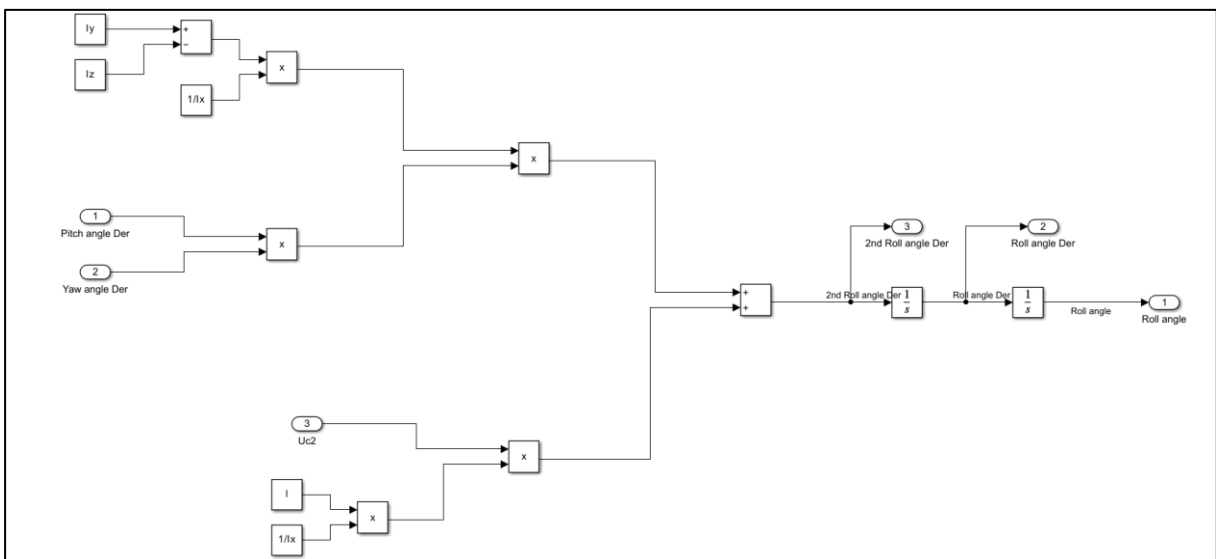 Iy
+
−
Iz
x
1/Ix
x
1
Pitch angle Der
x
2
Yaw angle Der
3
2nd Roll angle Der
2
Roll angle Der
+
+
2nd Roll angle Der
1
s
Roll angle Der
1
s
Roll angle
1
Roll angle
3
Uc2
x
l
x
1/Ix